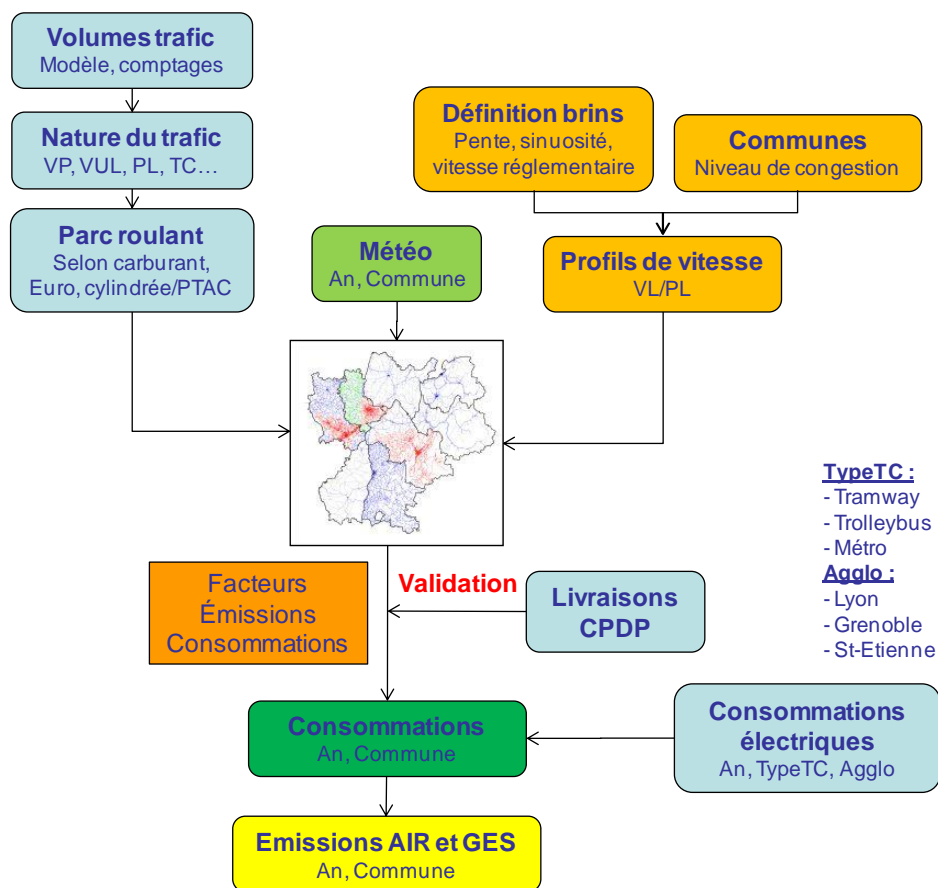 Volumes trafic
Modèle, comptages
Nature du trafic
VP, VUL, PL, TC…
Parc roulant
Selon carburant,
Euro, cylindrée/PTAC
Météo
An, Commune
Définition brins
Pente, sinuosité,
vitesse réglementaire
Communes
Niveau de congestion
Profils de vitesse
VL/PL
TypeTC :
- Tramway
- Trolleybus
- Métro
Agglo :
- Lyon
- Grenoble
- St-Etienne
Facteurs
Émissions
Consommations
Validation
Livraisons
CPDP
Consommations
An, Commune
Consommations
électriques
An, TypeTC, Agglo
Emissions AIR et GES
An, Commune